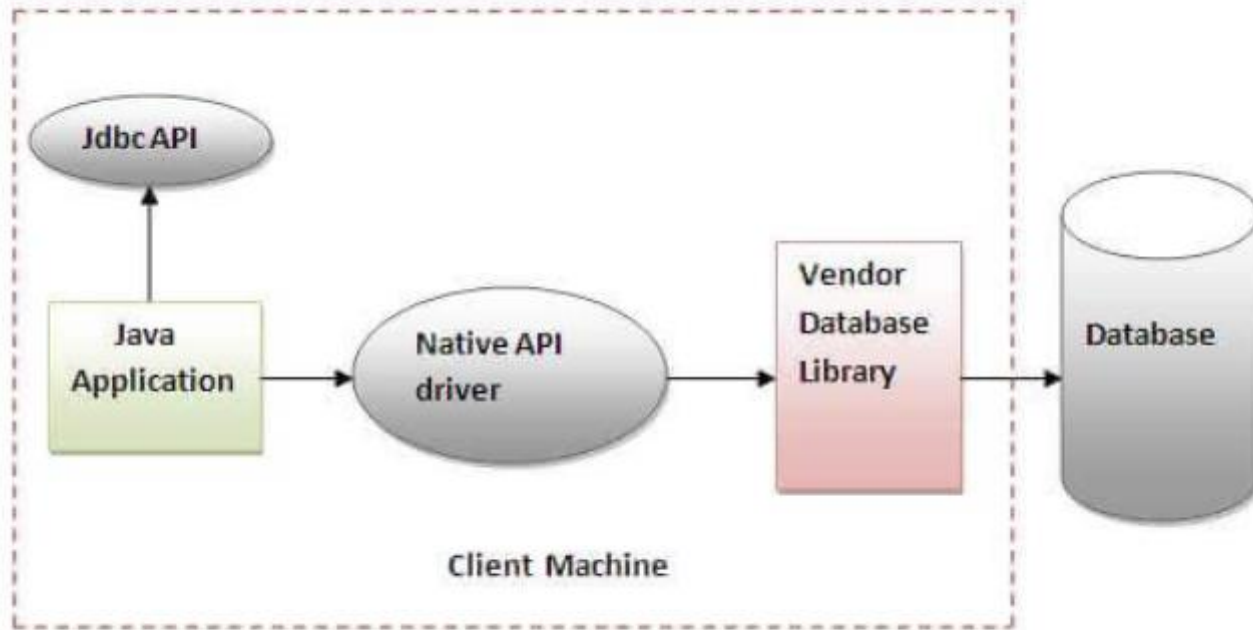 Jdbc API
Java
Application
Native API
driver
Vendor
Database
Library
Database
Client Machine